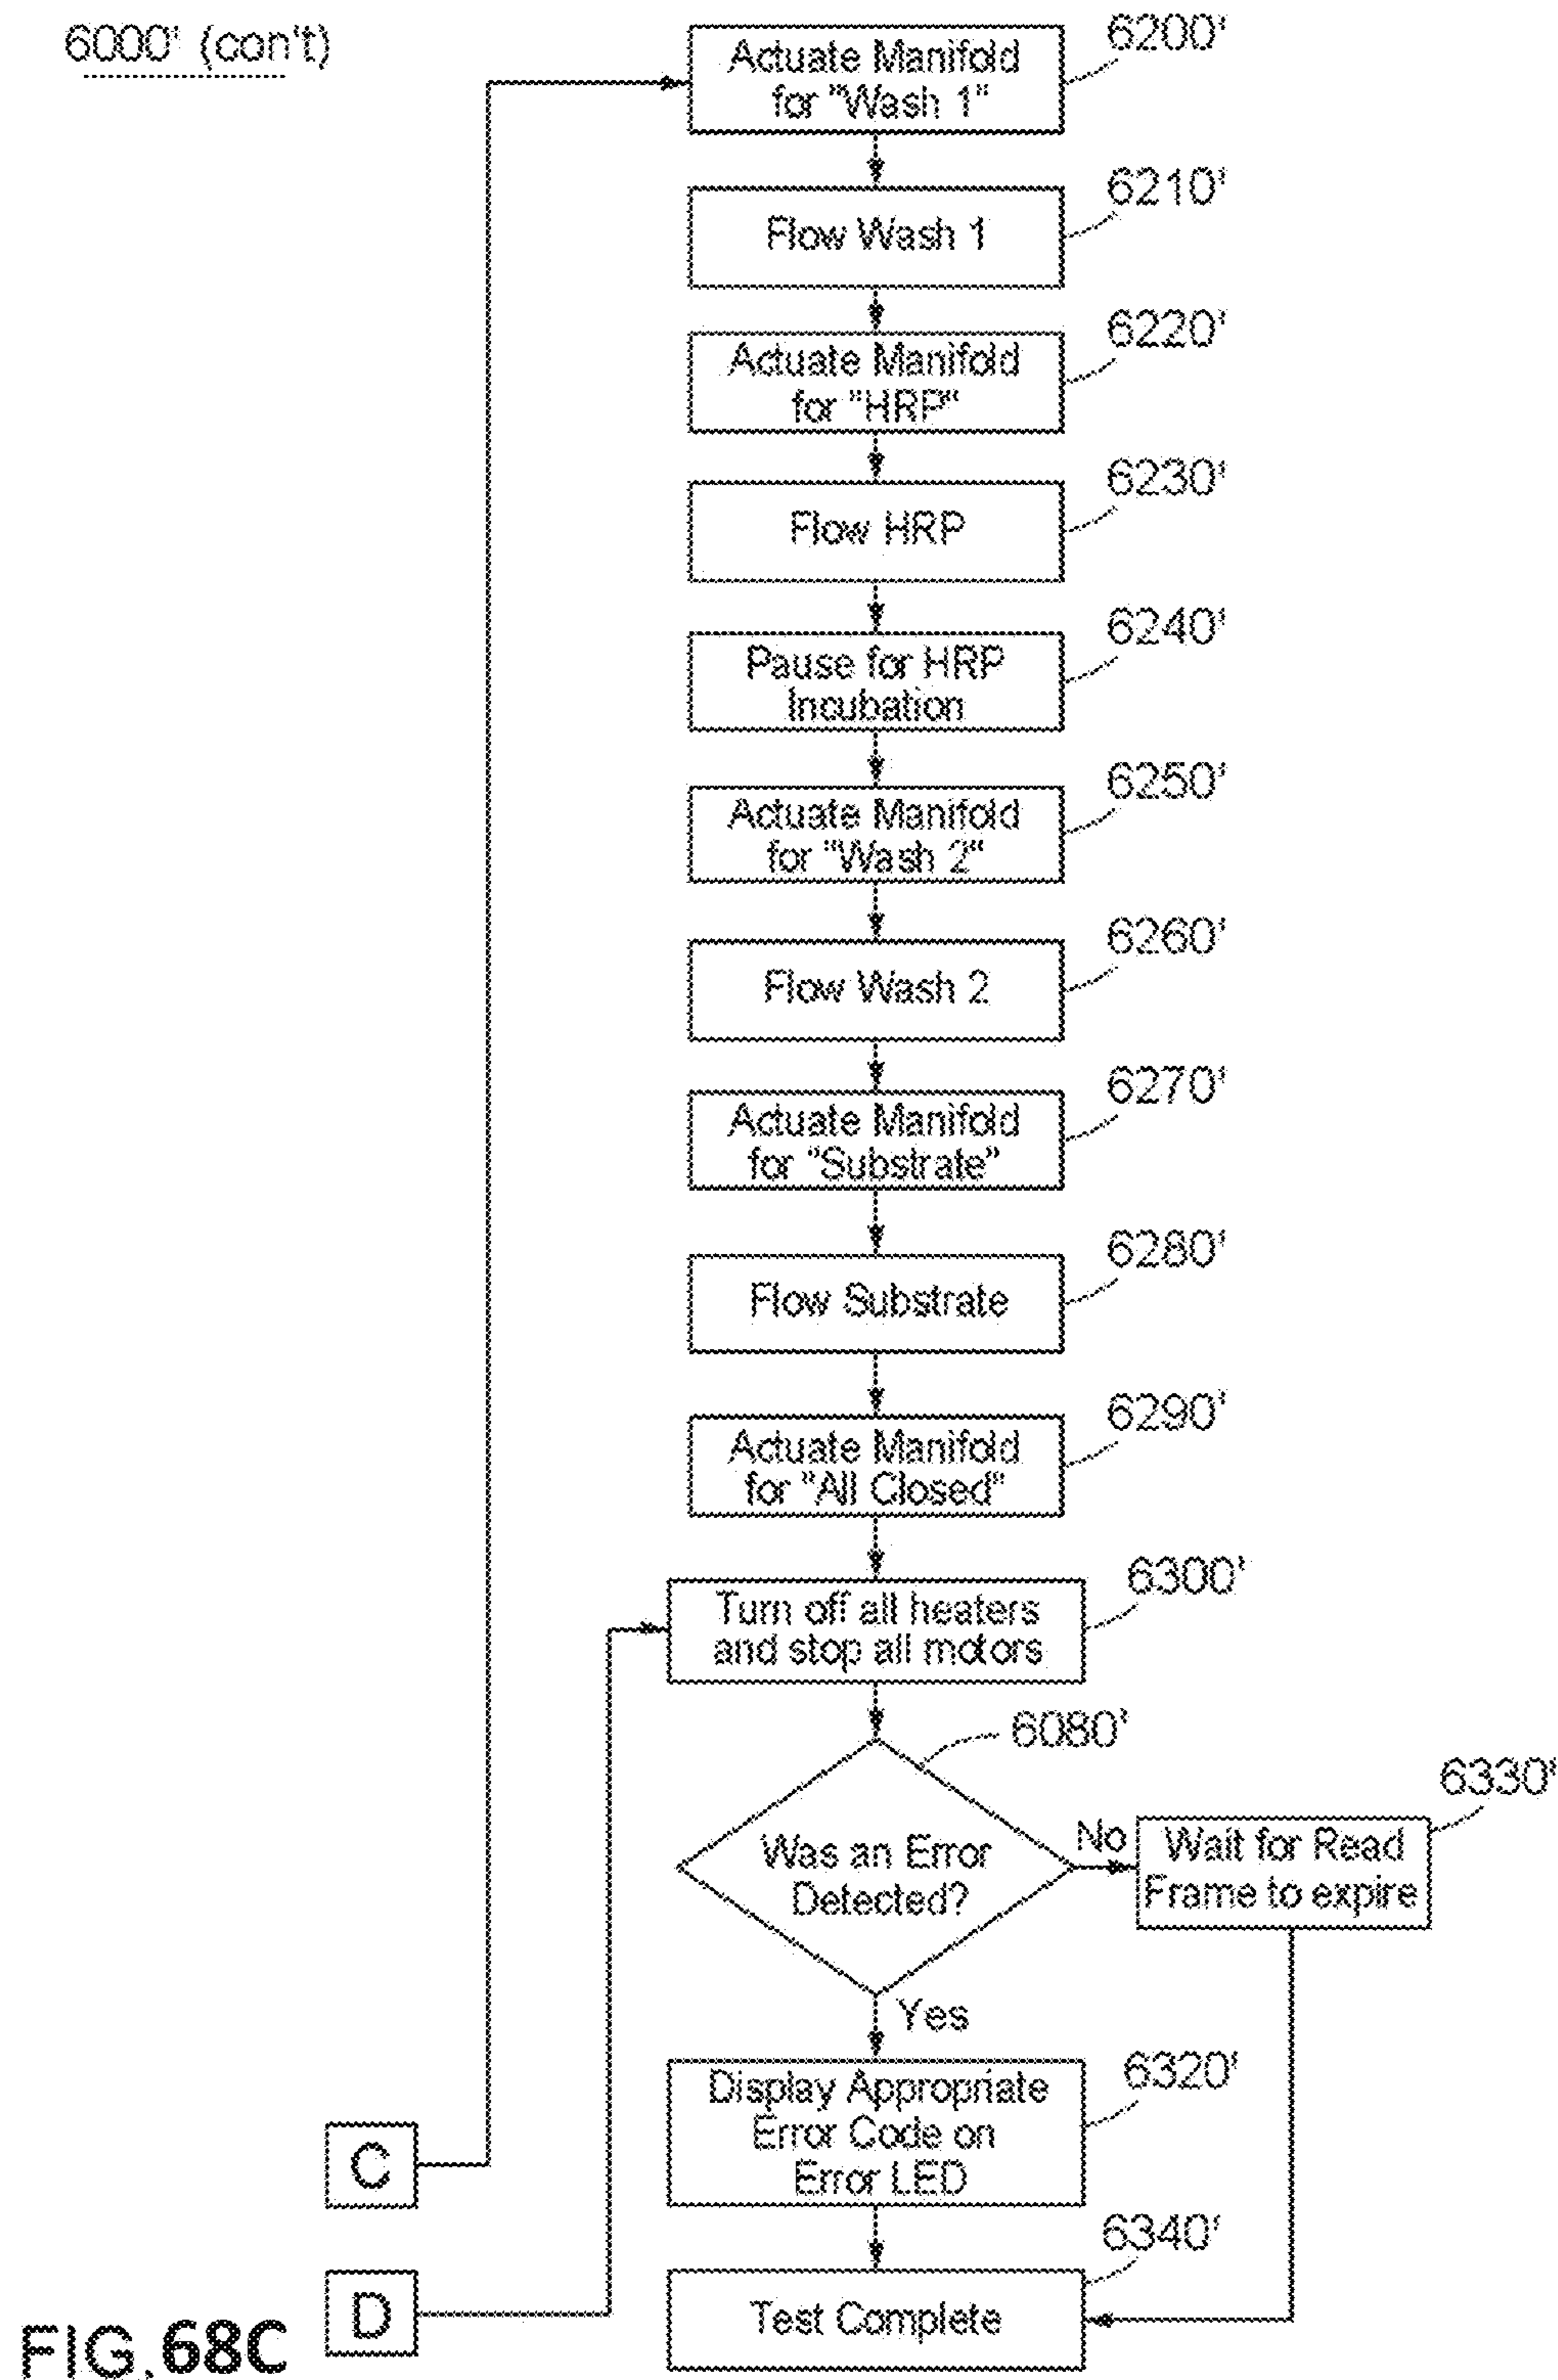 6000' (con't)
Actuate Manifold
for "Wash 1"
6200'
Flow Wash 1
6210'
Actuate Manifold
for "HRP"
6220'
Flow HRP
6230'
Pause for HRP
Incubation
6240'
Actuate Manifold
for "Wash 2"
6250'
Flow Wash 2
6260'
Actuate Manifold
for "Substrate"
6270'
Flow Substrate
6280'
Actuate Manifold
for "All Closed"
6290'
Turn off all heaters
and stop all motors
6300'
Was an Error
Detected?
6080'
No
Wait for Read
Frame to expire
6330'
Yes
Display Appropriate
Error Code on
Error LED
6320'
Test Complete
6340'
C
D
FIG. 68C